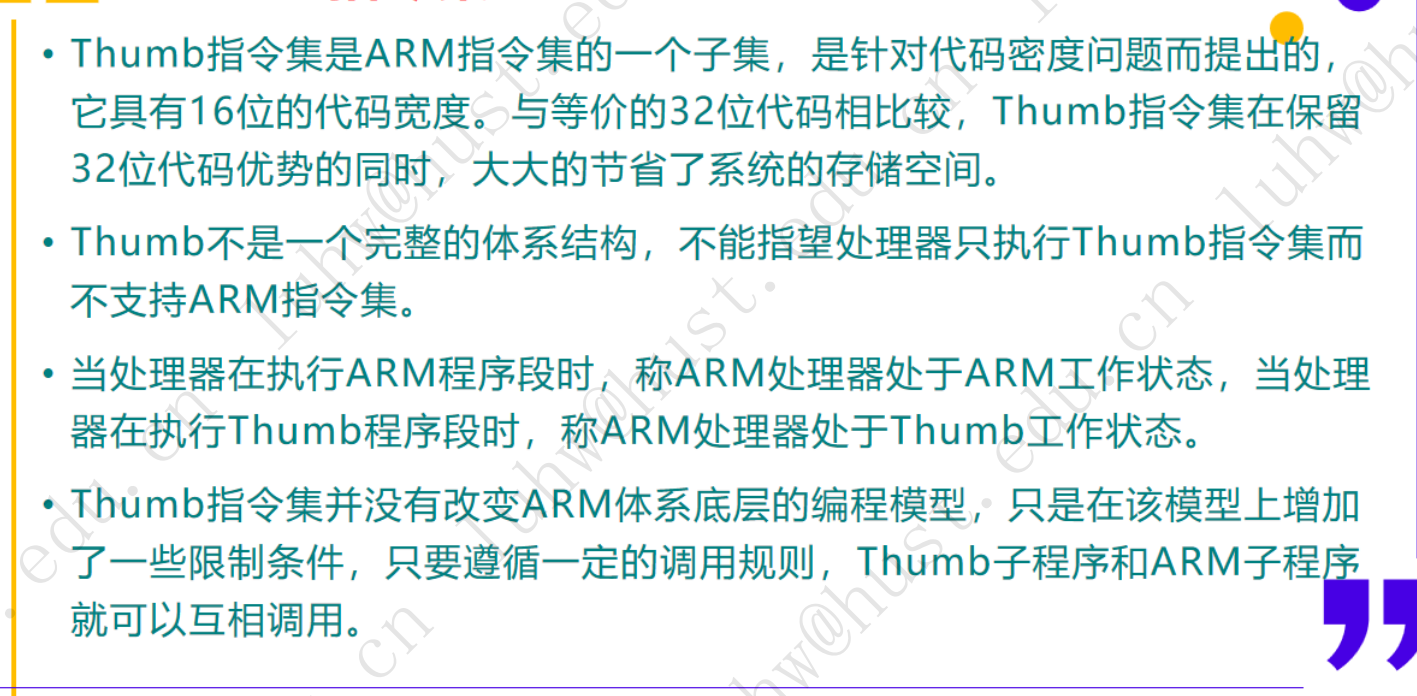 • Thumb指令集是ARM指令集的一个子集，是针对代码密度问题而提出的，
它具有16位的代码宽度。与等价的32位代码相比较，Thumb指令集在保留
32位代码优势的同时，大大的节省了系统的存储空间。
• Thumb不是一个完整的体系结构，不能指望处理器只执行Thumb指令集而
不支持ARM指令集。
• 当处理器在执行ARM程序段时，称ARM处理器处于ARM工作状态，当处理
器在执行Thumb程序段时，称ARM处理器处于Thumb工作状态。
• Thumb指令集并没有改变ARM体系底层的编程模型，只是在该模型上增加
了一些限制条件，只要遵循一定的调用规则，Thumb子程序和ARM子程序
就可以互相调用。
luhw@hust.edu.cn
luhw@hust.edu.cn